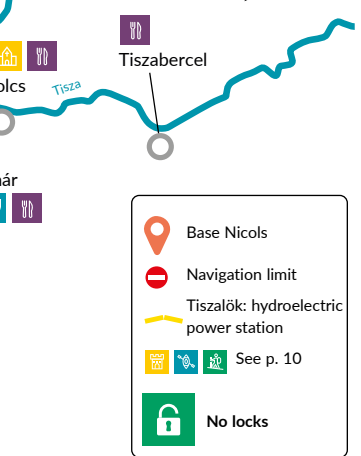 Tiszabercel
olcs
Tisza
ár
Base Nicols
Navigation limit
Tiszalök: hydroelectric
power station
See p. 10
No locks